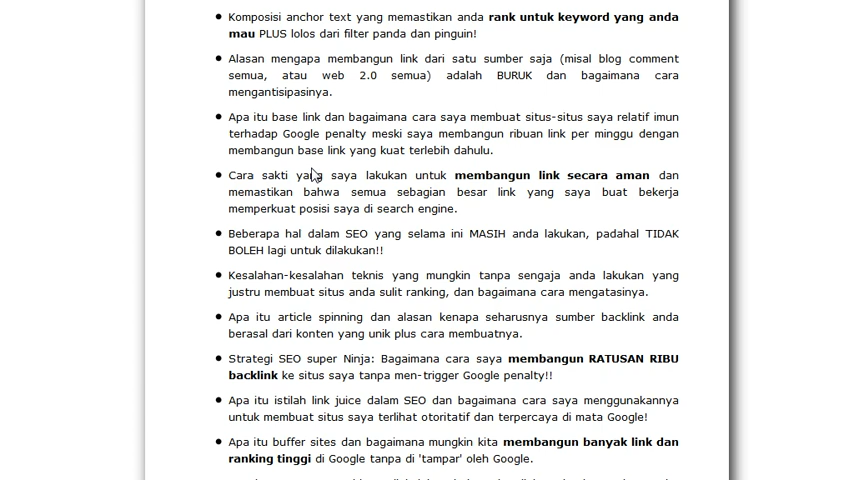 Komposisi anchor text yang memastikan anda rank untuk keyword yang anda
mau PLUS lolos dari filter panda dan pinguin!
Alasan mengapa membangun link dari satu sumber saja (misal blog comment
semua, atau web 2.0 semua) adalah BURUK dan bagaimana cara
mengantisipasinya.
Apa itu base link dan bagaimana cara saya membuat situs-situs saya relatif imun
terhadap Google penalty meski saya membangun ribuan link per minggu dengan
membangun base link yang kuat terlebih dahulu.
Cara sakti yang saya lakukan untuk membangun link secara aman dan
memastikan bahwa semua sebagian besar link yang saya buat bekerja
memperkuat posisi saya di search engine.
Beberapa hal dalam SEO yang selama ini MASIH anda lakukan, padahal TIDAK
BOLEH lagi untuk dilakukan!!
Kesalahan-kesalahan teknis yang mungkin tanpa sengaja anda lakukan yang
justru membuat situs anda sulit ranking, dan bagaimana cara mengatasinya.
Apa itu article spinning dan alasan kenapa seharusnya sumber backlink anda
berasal dari konten yang unik plus cara membuatnya.
Strategi SEO super Ninja: Bagaimana cara saya membangun RATUSAN RIBU
backlink ke situs saya tanpa men-trigger Google penalty!!
Apa itu istilah link juice dalam SEO dan bagaimana cara saya menggunakannya
untuk membuat situs saya terlihat otoritatif dan terpercaya di mata Google!
Apa itu buffer sites dan bagaimana mungkin kita membangun banyak link dan
ranking tinggi di Google tanpa di 'tampar' oleh Google.